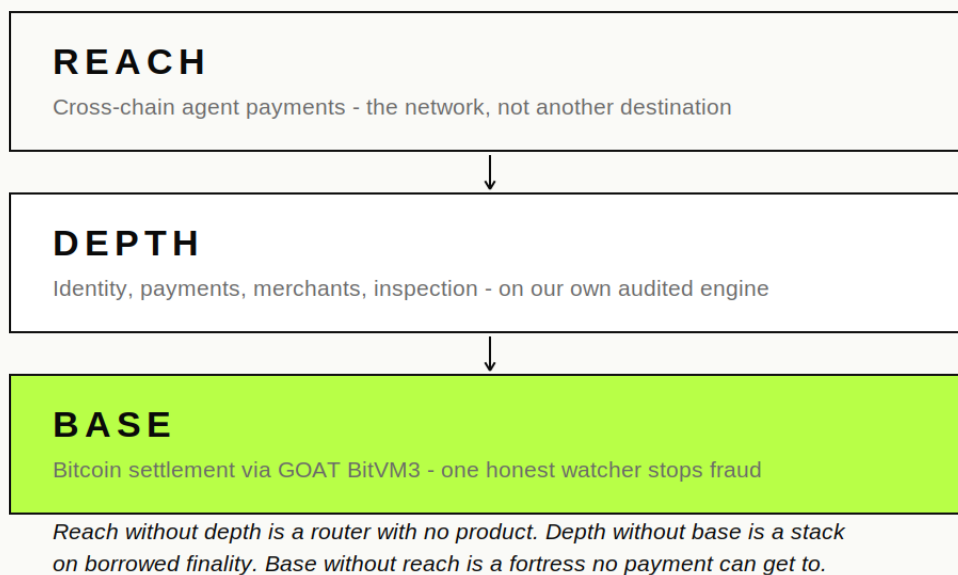 REACH
Cross-chain agent payments - the network, not another destination
DEPTH
Identity, payments, merchants, inspection - on our own audited engine
BASE
Bitcoin settlement via GOAT BitVM3 - one honest watcher stops fraud
Reach without depth is a router with no product. Depth without base is a stack
on borrowed finality. Base without reach is a fortress no payment can get to.